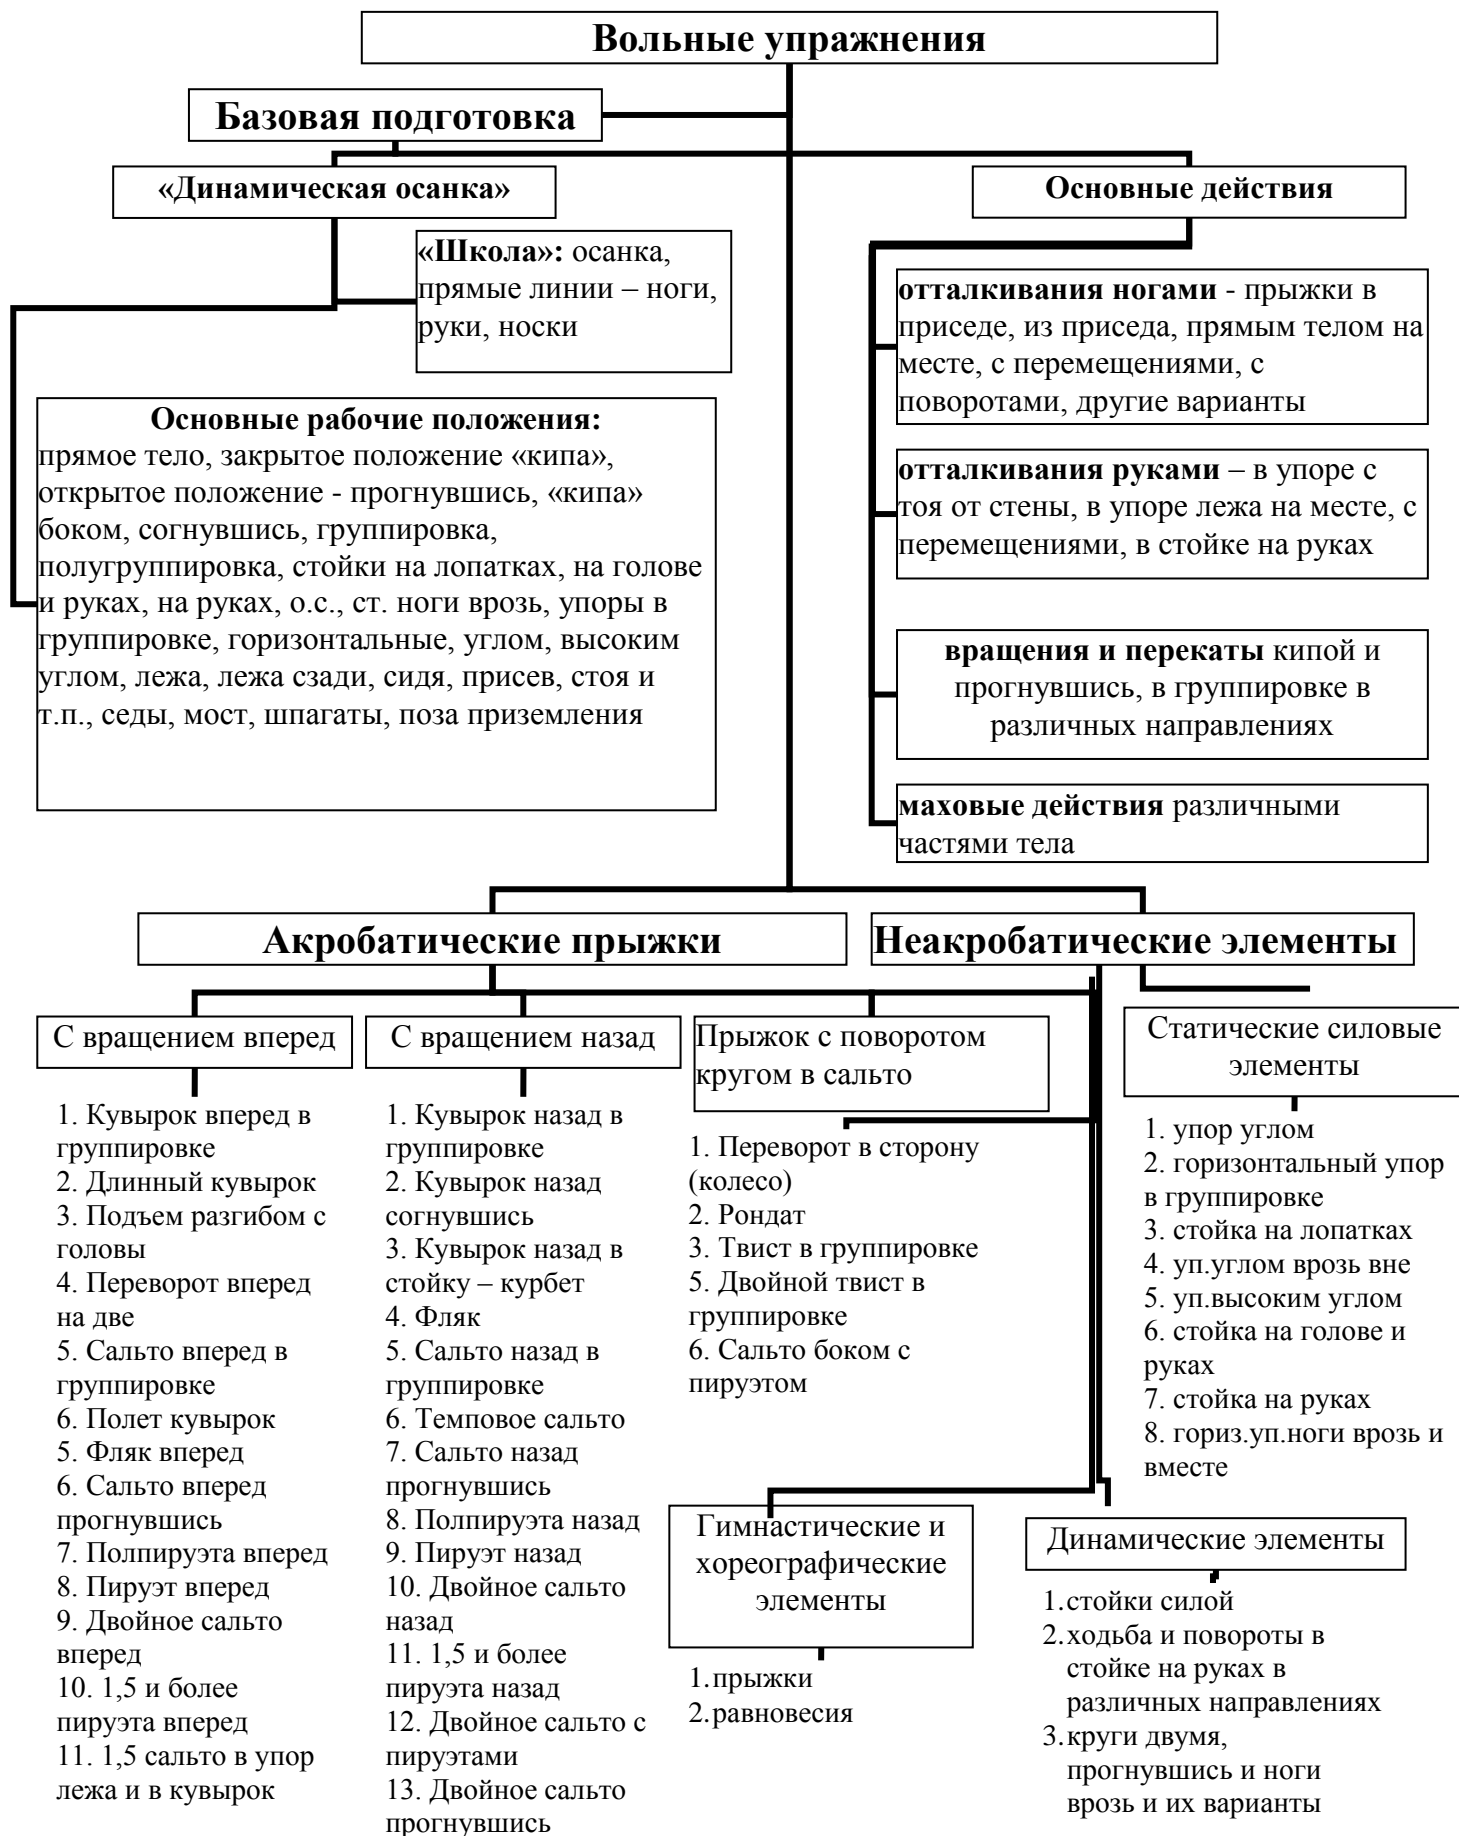 Вольные упражнения
Базовая подготовка
«Динамическая осанка»
«Школа»: осанка,
прямые линии – ноги,
руки, носки
Основные рабочие положения:
прямое тело, закрытое положение «кипа»,
открытое положение - прогнувшись, «кипа»
боком, согнувшись, группировка,
полугруппировка, стойки на лопатках, на голове
и руках, на руках, о.с., ст. ноги врозь, упоры в
группировке, горизонтальные, углом, высоким
углом, лежа, лежа сзади, сидя, присев, стоя и
т.п., седы, мост, шпагаты, поза приземления
Основные действия
отталкивания ногами - прыжки в
приседе, из приседа, прямым телом на
месте, с перемещениями, с
поворотами, другие варианты
отталкивания руками – в упоре с
тоя от стены, в упоре лежа на месте, с
перемещениями, в стойке на руках
вращения и перекаты кипой и
прогнувшись, в группировке в
различных направлениях
маховые действия различными
частями тела
Акробатические прыжки
С вращением вперед
1. Кувырок вперед в
группировке
2. Длинный кувырок
3. Подъем разгибом с
головы
4. Переворот вперед
на две
5. Сальто вперед в
группировке
6. Полет кувырок
5. Фляк вперед
6. Сальто вперед
прогнувшись
7. Полпируэта вперед
8. Пируэт вперед
9. Двойное сальто
вперед
10. 1,5 и более
пируэта вперед
11. 1,5 сальто в упор
лежа и в кувырок
С вращением назад
1. Кувырок назад в
группировке
2. Кувырок назад
согнувшись
3. Кувырок назад в
стойку – курбет
4. Фляк
5. Сальто назад в
группировке
6. Темповое сальто
7. Сальто назад
прогнувшись
8. Полпируэта назад
9. Пируэт назад
10. Двойное сальто
назад
11. 1,5 и более
пируэта назад
12. Двойное сальто с
пируэтами
13. Двойное сальто
прогнувшись
Прыжок с поворотом
кругом в сальто
1. Переворот в сторону
(колесо)
2. Рондат
3. Твист в группировке
5. Двойной твист в
группировке
6. Сальто боком с
пируэтом
Неакробатические элементы
Статические силовые
элементы
1. упор углом
2. горизонтальный упор
в группировке
3. стойка на лопатках
4. уп.углом врозь вне
5. уп.высоким углом
6. стойка на голове и
руках
7. стойка на руках
8. гориз.уп.ноги врозь и
вместе
Гимнастические и
хореографические
элементы
1.прыжки
2.равновесия
Динамические элементы
1.стойки силой
2.ходьба и повороты в
стойке на руках в
различных направлениях
3.круги двумя,
прогнувшись и ноги
врозь и их варианты